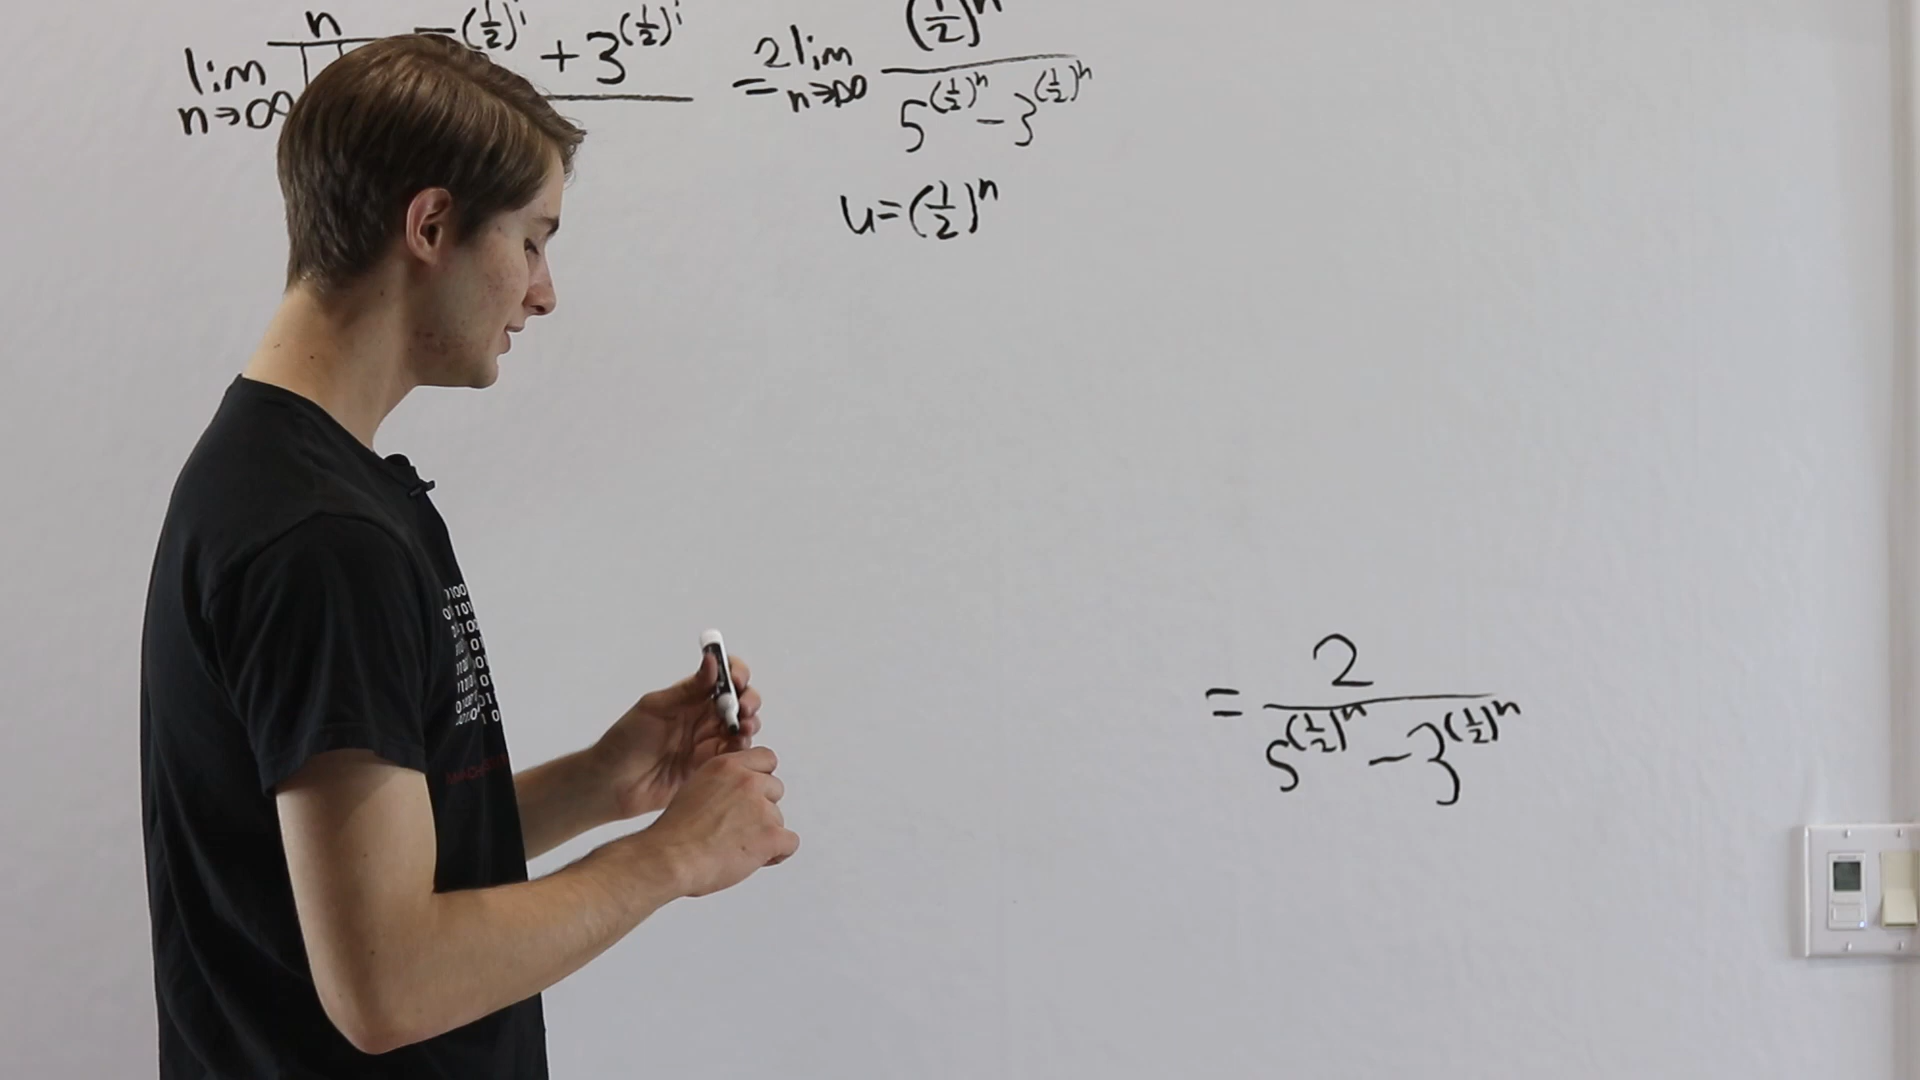 lim n→∞ n (1/2)^i + 3^(1/2)^i
= 2 lim n→∞ (1/2)^n / 5^(1/2)^n − 3^(1/2)^n
u = (1/2)^n
= 2 / 5^(1/2)^n − 3^(1/2)^n